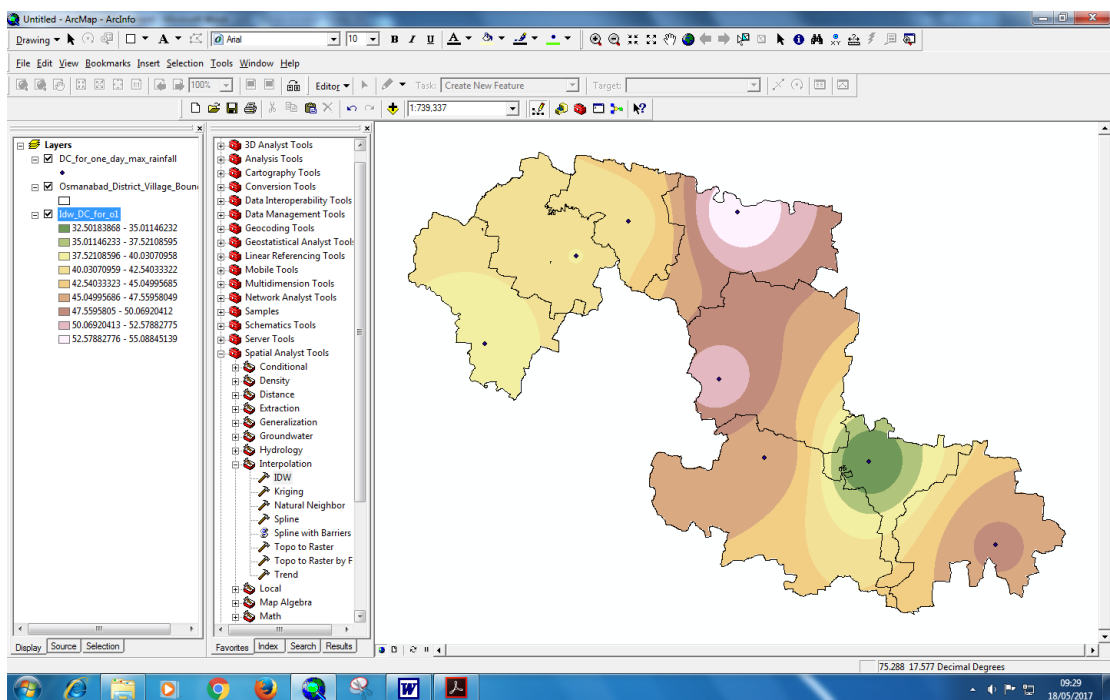 Untitled - ArcMap - ArcInfo
Drawing A Arial 10 B I U A
File Edit View Bookmarks Insert Selection Tools Window Help
100% Editor Task: Create New Feature Target:
1:739,337
Layers
DC_for_one_day_max_rainfall
Osmanabad_District_Village_Boun
Idw_DC_for_o1
32.50183868 - 35.01146232
35.01146233 - 37.52108595
37.52108596 - 40.03070958
40.03070959 - 42.54033322
42.54033323 - 45.04995685
45.04995686 - 47.55958049
47.5595805 - 50.06920412
50.06920413 - 52.57882775
52.57882776 - 55.08845139
Display Source Selection
3D Analyst Tools
Analysis Tools
Cartography Tools
Conversion Tools
Data Interoperability Tools
Data Management Tools
Geocoding Tools
Geostatistical Analyst Tools
Linear Referencing Tools
Mobile Tools
Multidimension Tools
Network Analyst Tools
Samples
Schematics Tools
Server Tools
Spatial Analyst Tools
Conditional
Density
Distance
Extraction
Generalization
Groundwater
Hydrology
Interpolation
IDW
Kriging
Natural Neighbor
Spline
Spline with Barriers
Topo to Raster
Topo to Raster by F
Trend
Local
Map Algebra
Math
Favorites Index Search Results
75.288 17.577 Decimal Degrees
09:29
18/05/2017